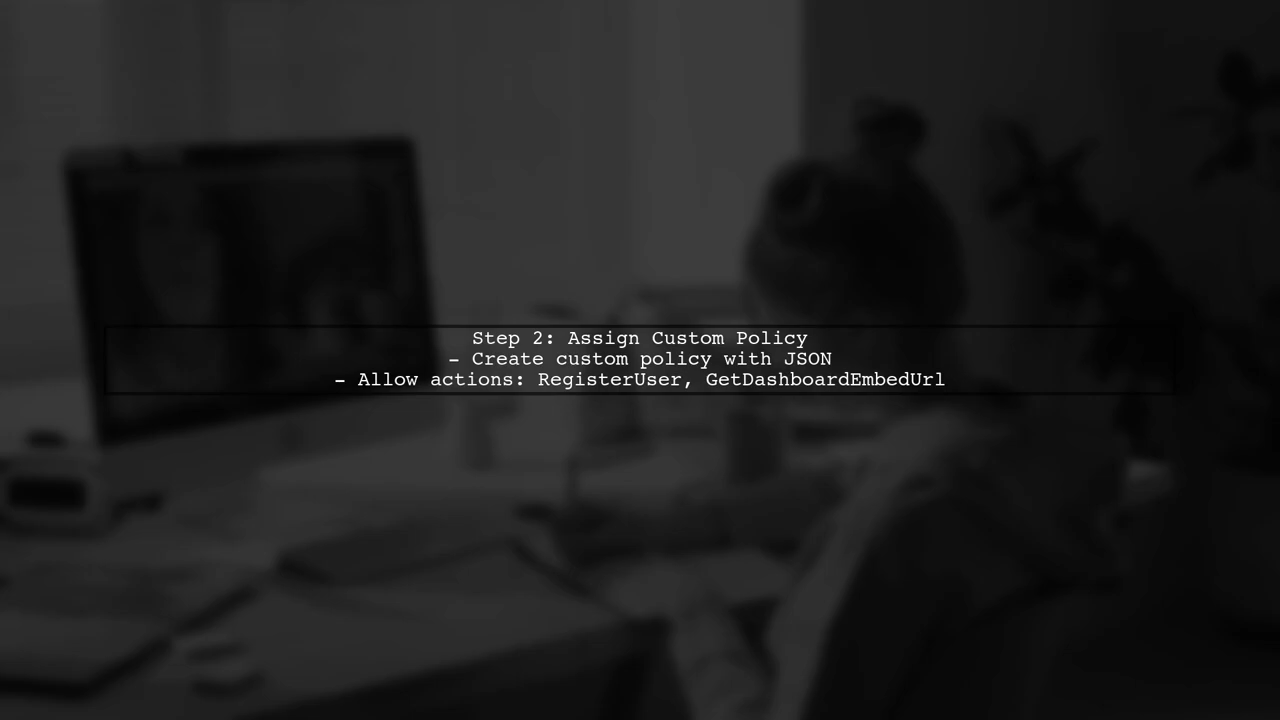 Step 2: Assign Custom Policy
– Create custom policy with JSON
– Allow actions: RegisterUser, GetDashboardEmbedUrl